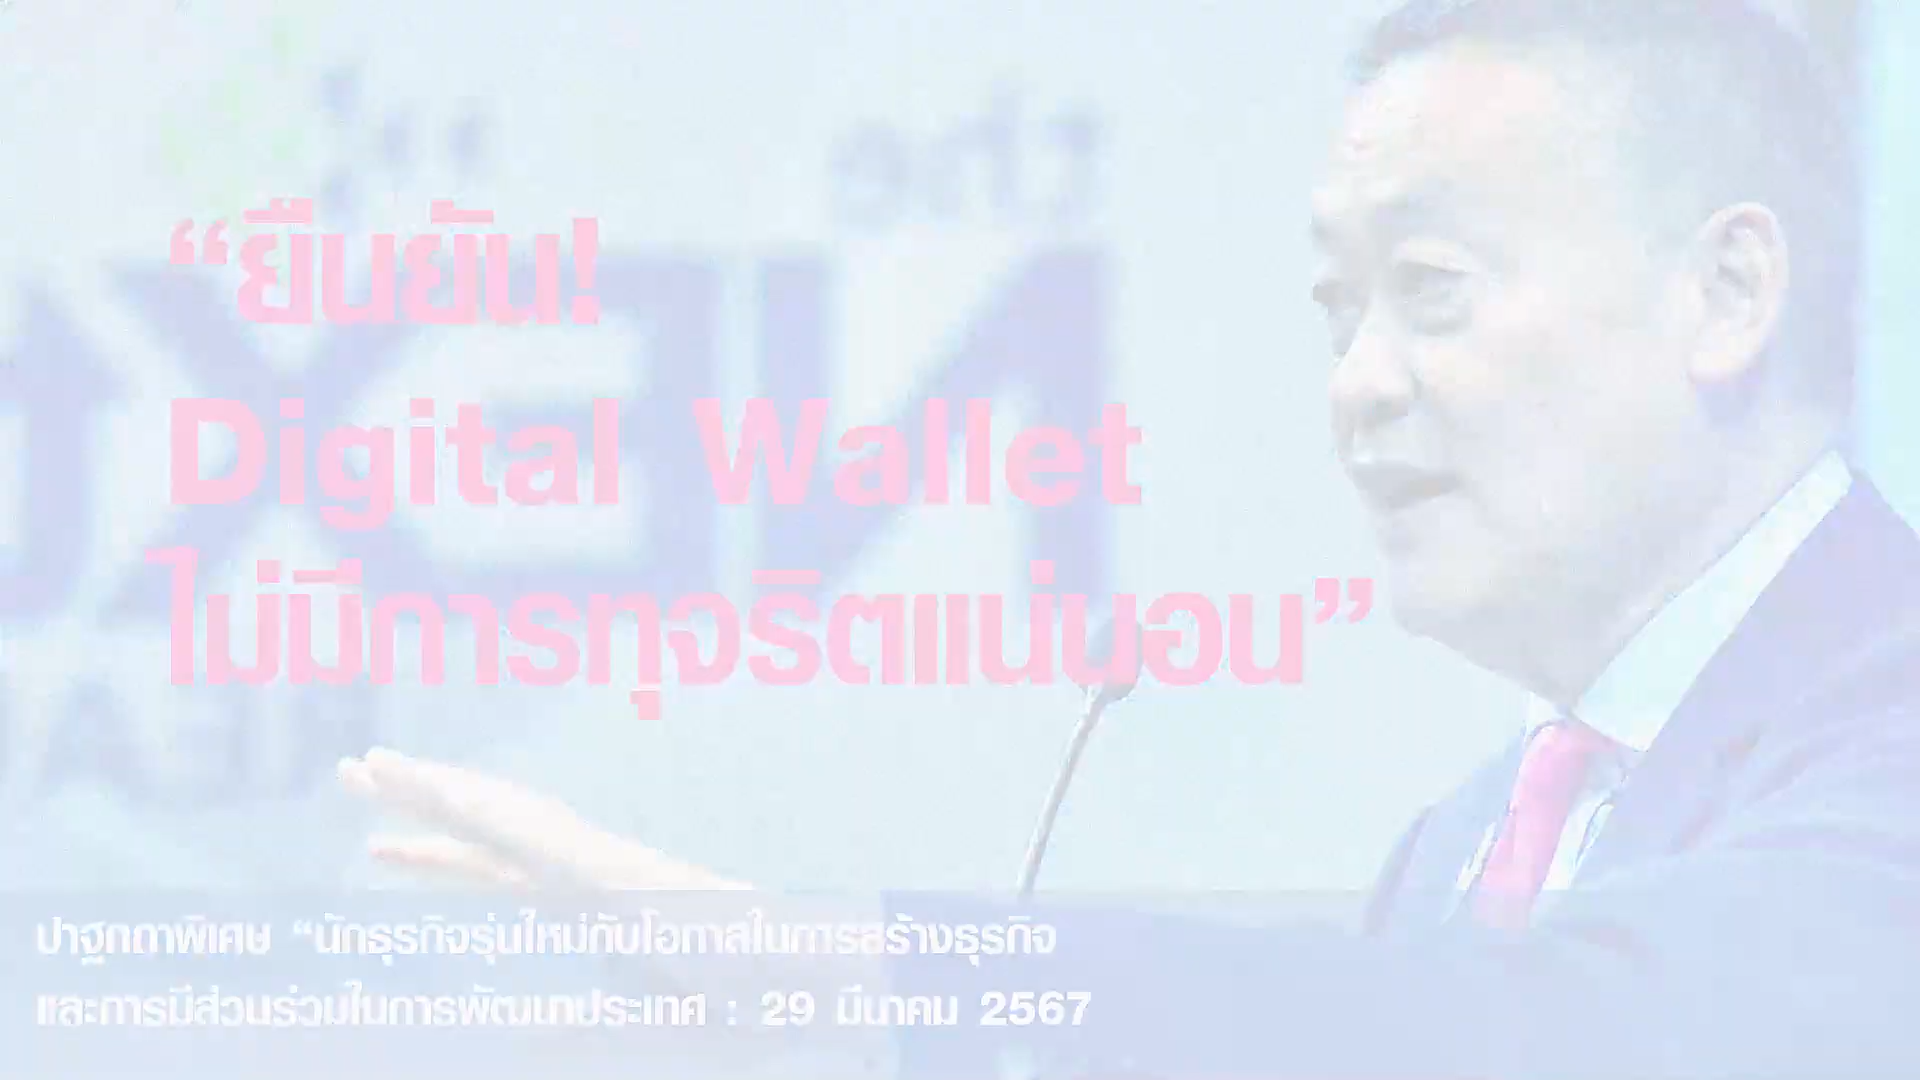 “ยืนยัน!
Digital Wallet
ไม่มีการทุจริตแน่นอน”
ปาฐกถาพิเศษ “นักธุรกิจรุ่นใหม่กับโอกาสในการสร้างธุรกิจ
และการมีส่วนร่วมในการพัฒนาประเทศ : 29 มีนาคม 2567